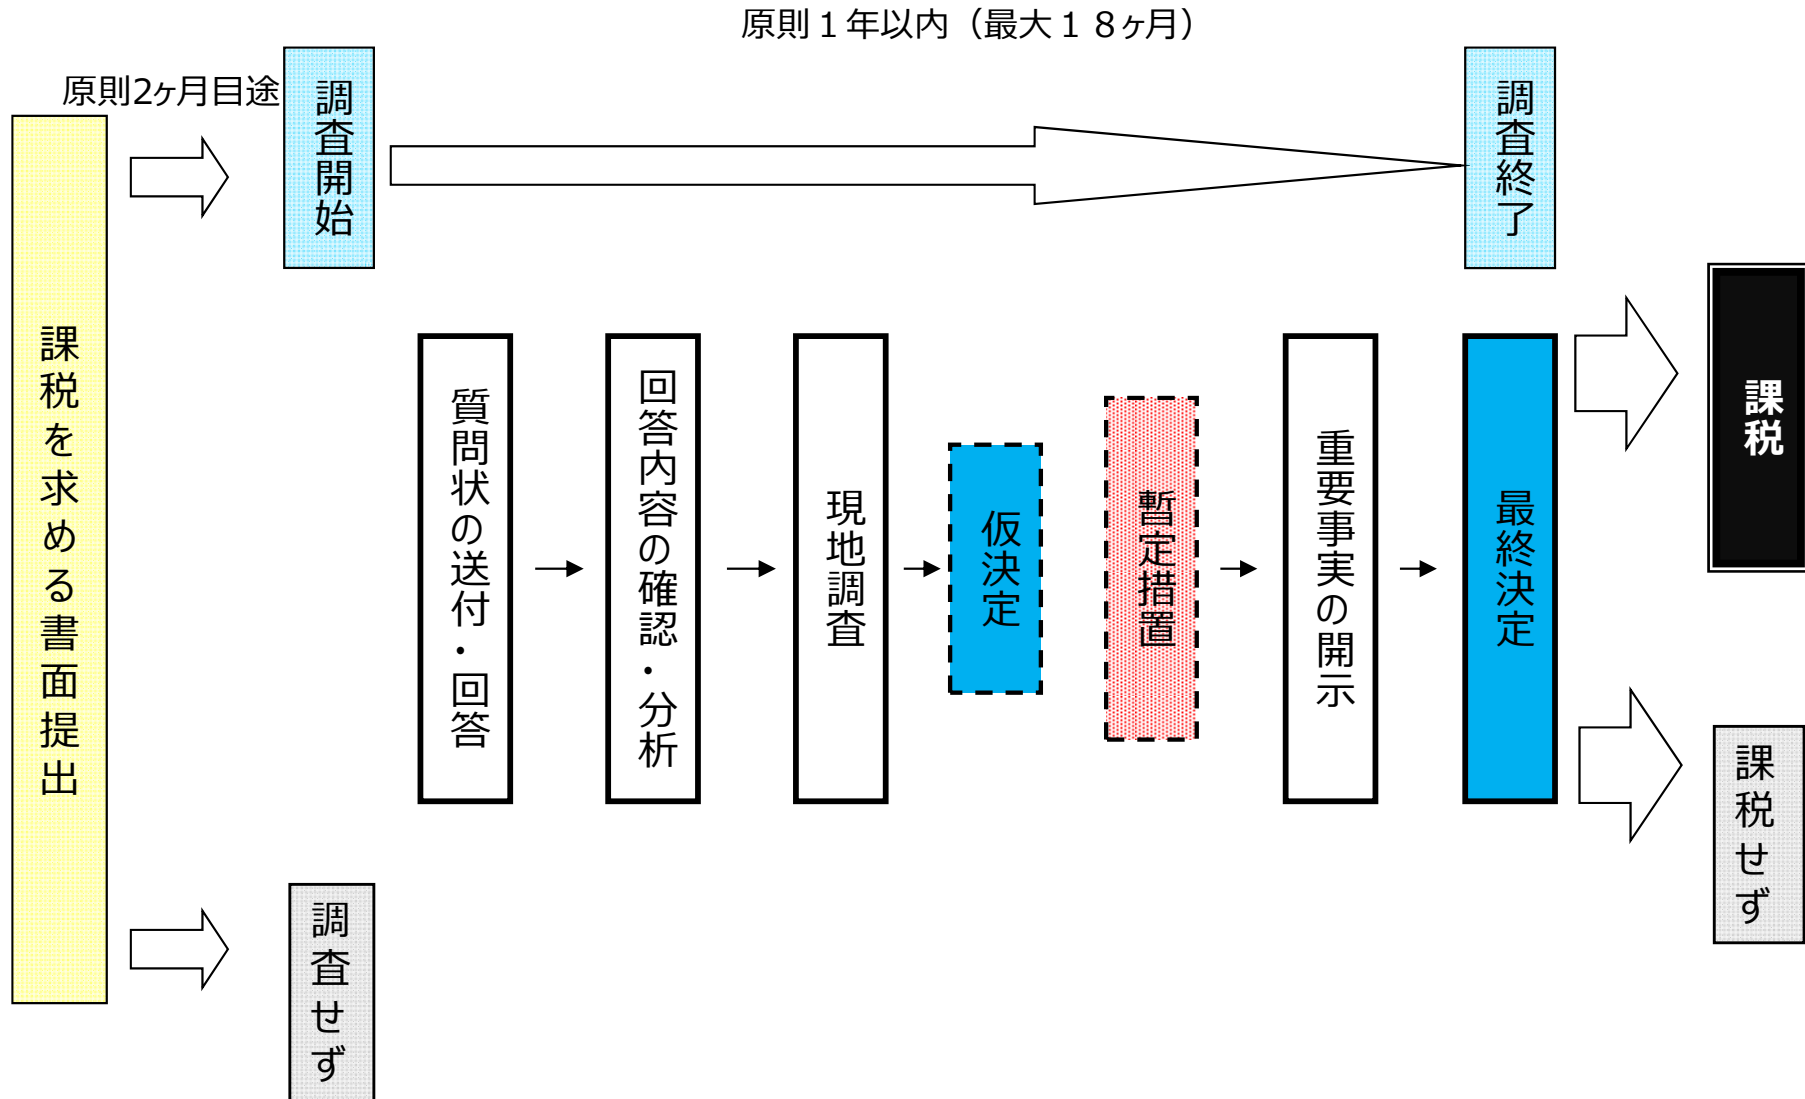 原則１年以内（最大１８ヶ月）
原則2ヶ月目途
課税を求める書面提出
調査開始
調査終了
質問状の送付・回答
回答内容の確認・分析
現地調査
仮決定
暫定措置
重要事実の開示
最終決定
課税
課税せず
調査せず